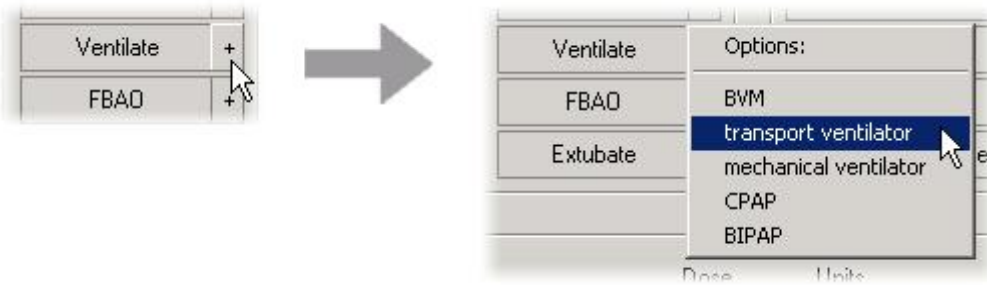 Ventilate +
FBAO +
Ventilate
FBAO
Extubate
Options:
BVM
transport ventilator
mechanical ventilator
CPAP
BIPAP
Dose Units